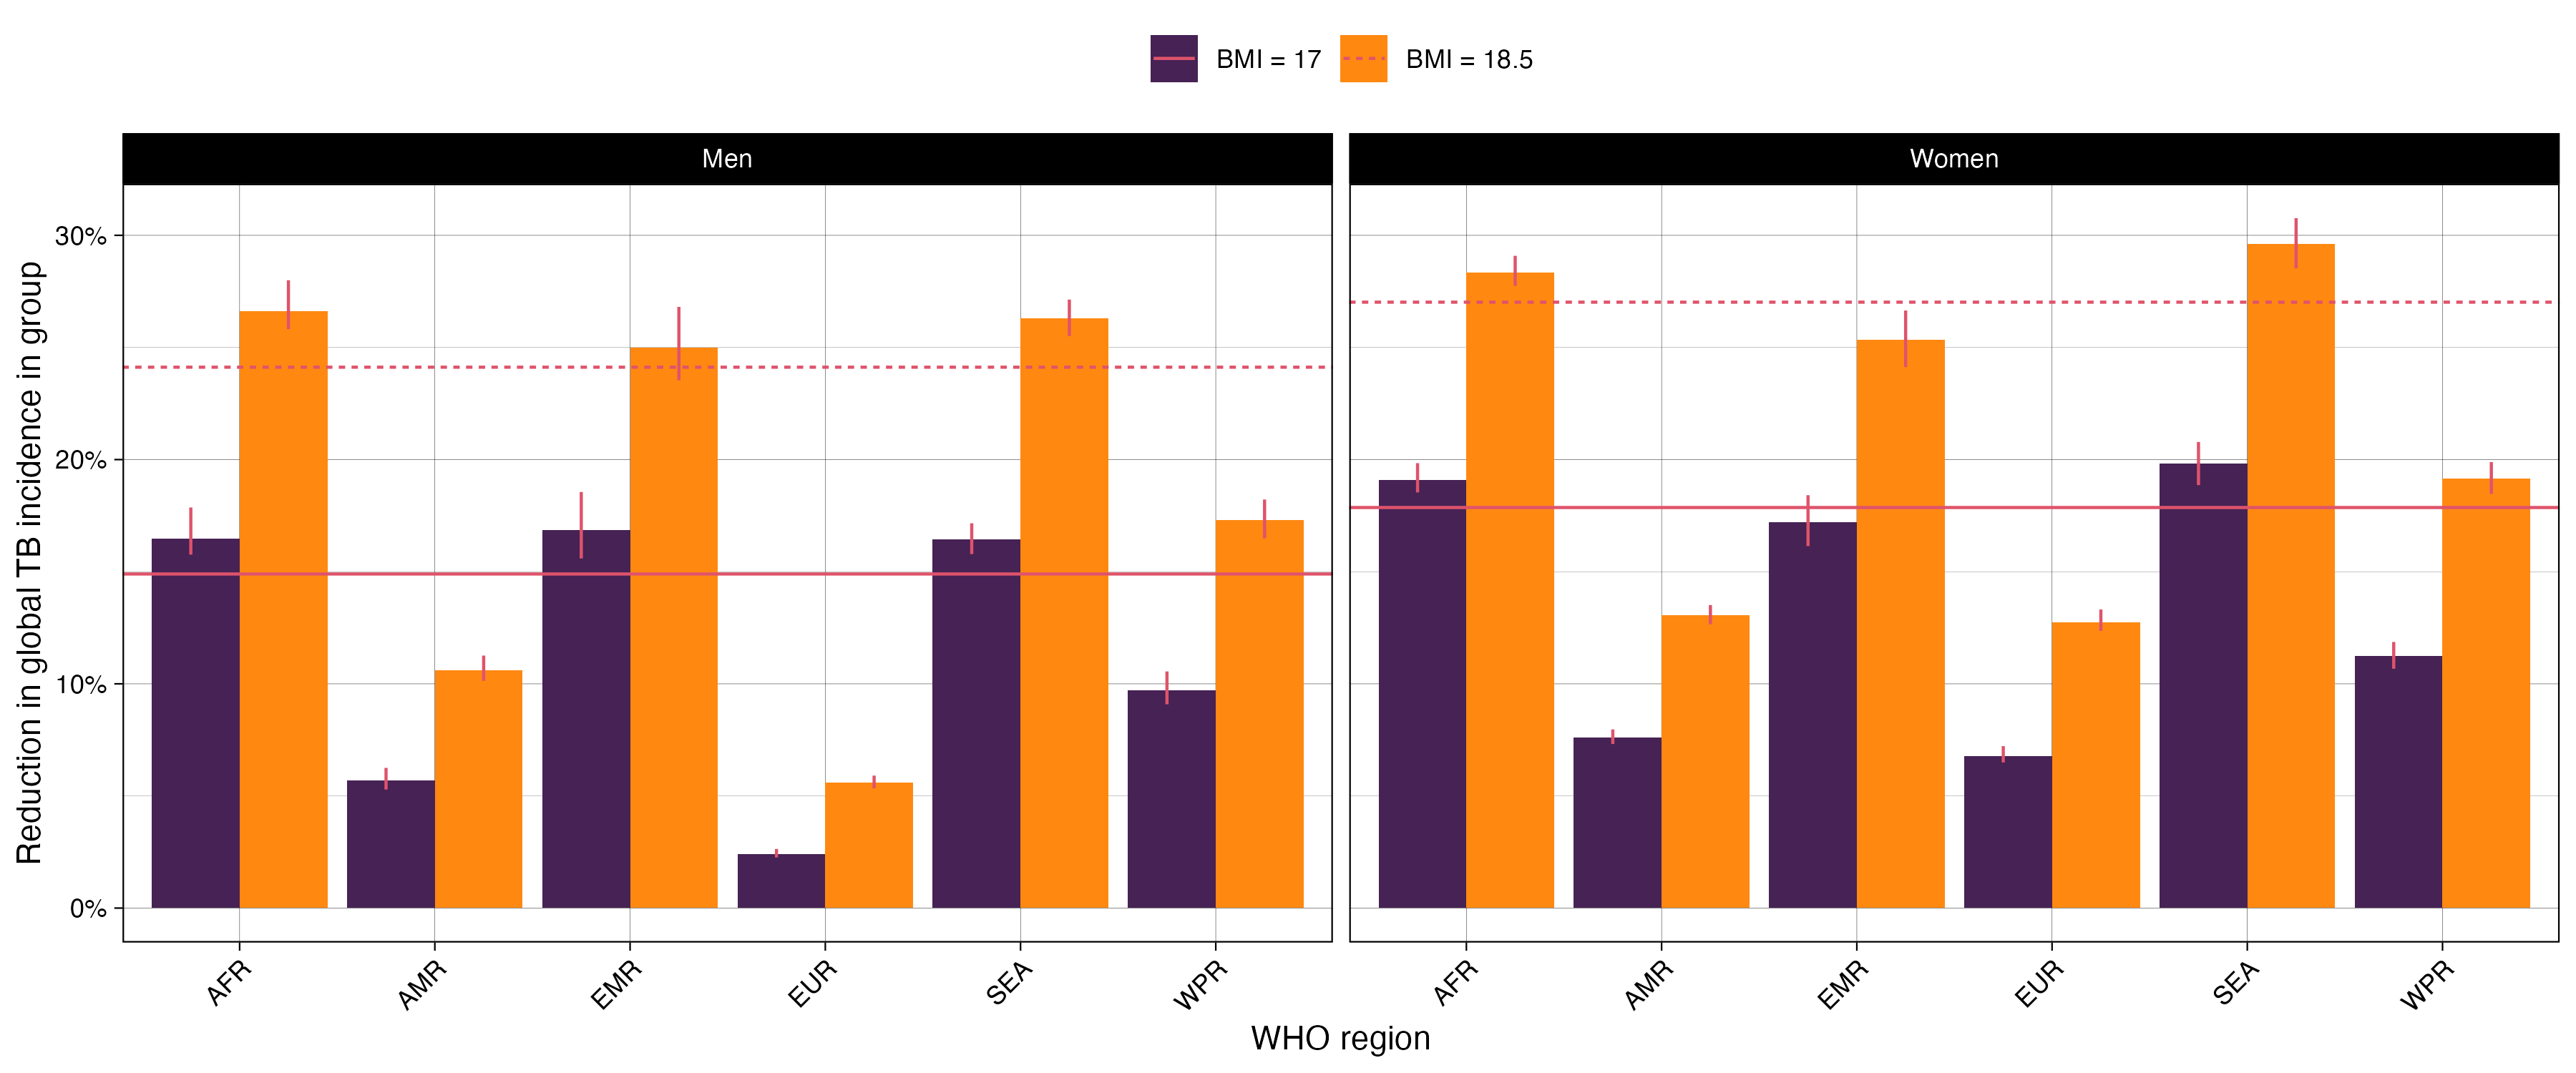 BMI = 17 BMI = 18.5
Men Women
Reduction in global TB incidence in group
30%
20%
10%
0%
AFR AMR EMR EUR SEA WPR AFR AMR EMR EUR SEA WPR
WHO region